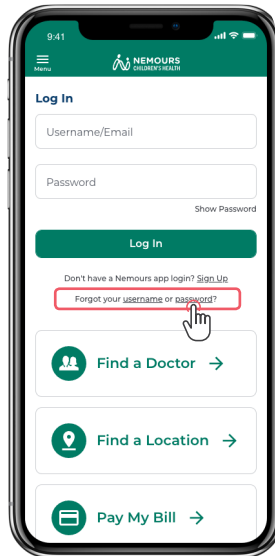 9:41
Menu
NEMOURS
CHILDREN'S HEALTH
Log In
Username/Email
Password
Show Password
Log In
Don't have a Nemours app login? Sign Up
Forgot your username or password?
Find a Doctor
Find a Location
Pay My Bill